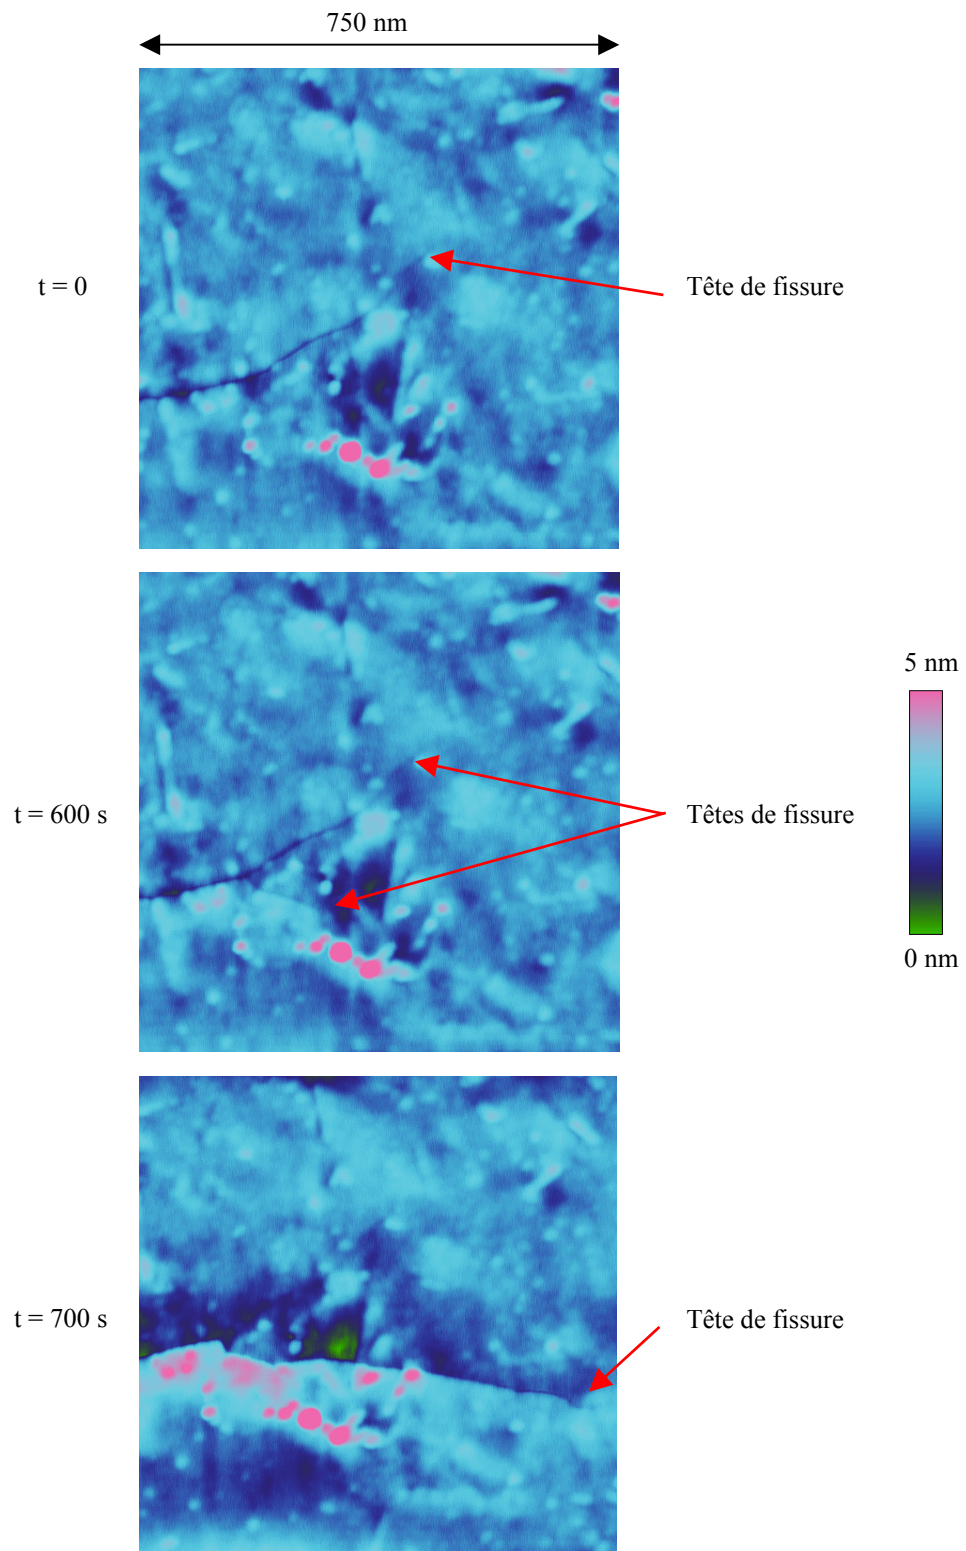 750 nm
t = 0
Tête de fissure
5 nm
t = 600 s
Têtes de fissure
0 nm
t = 700 s
Tête de fissure